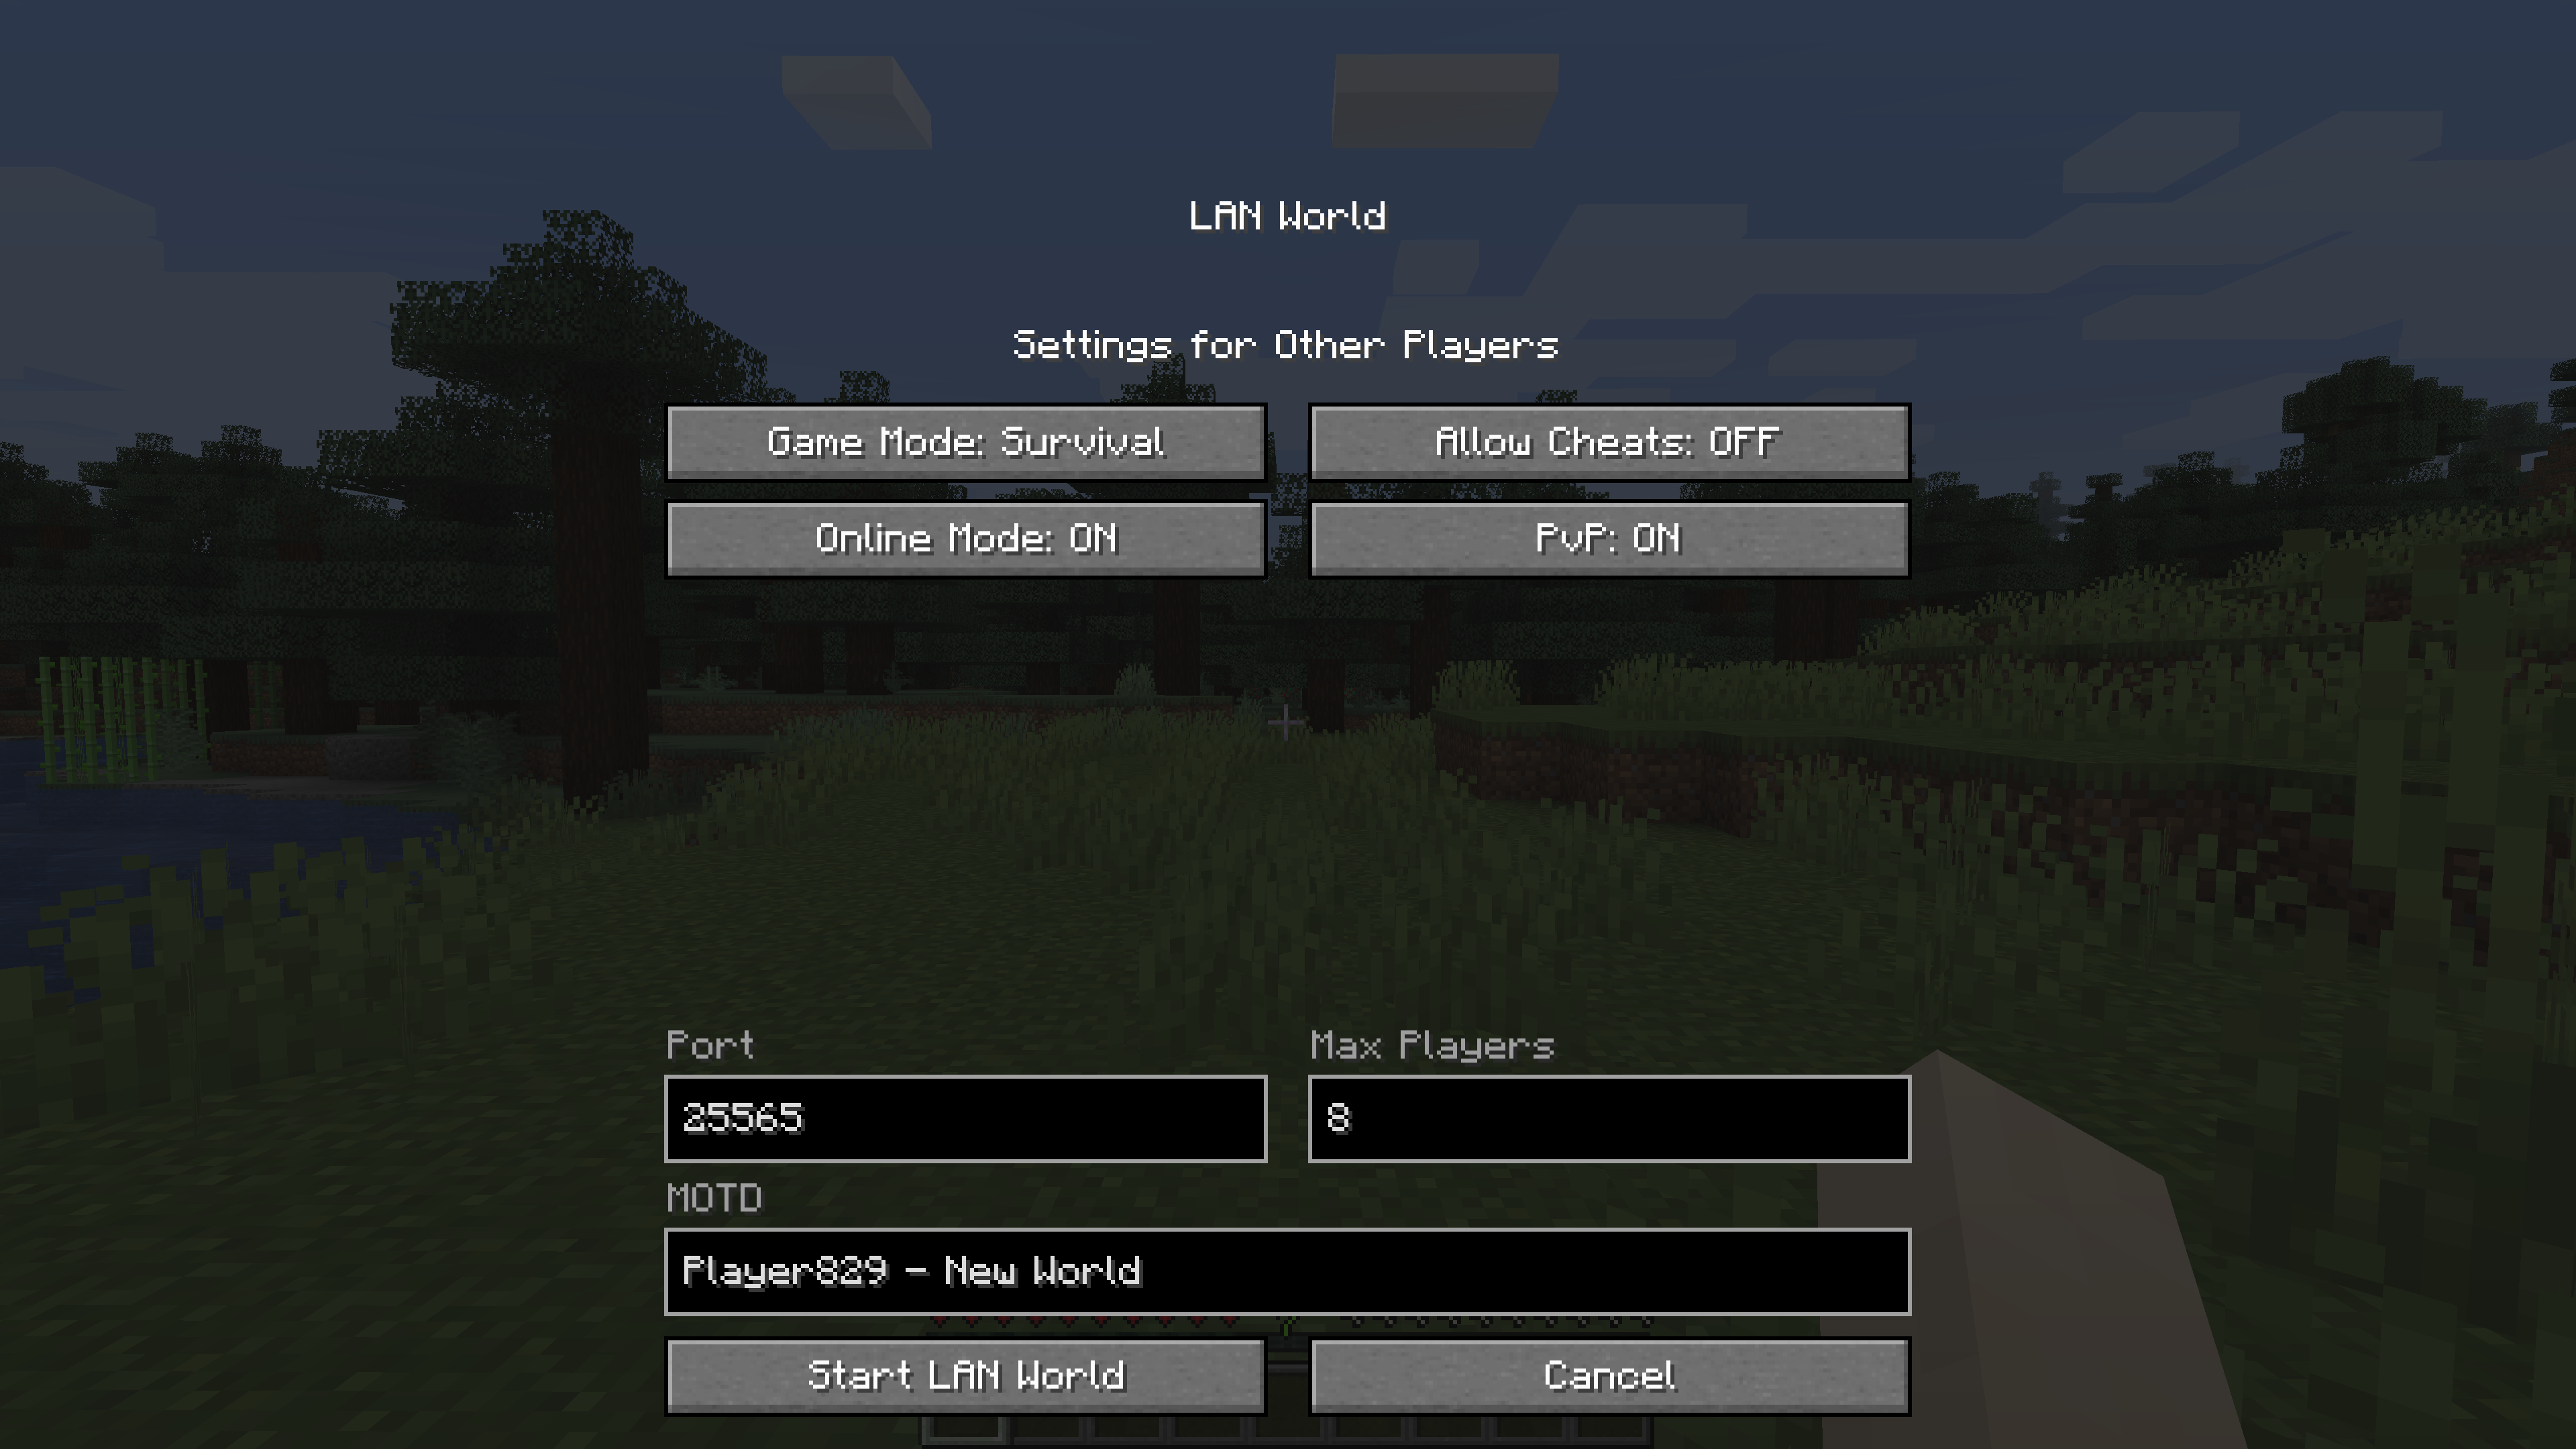 LAN World
Settings for Other Players
Game Mode: Survival
Allow Cheats: OFF
Online Mode: ON
PvP: ON
Port
Max Players
25565
8
MOTD
Player829 - New World
Start LAN World
Cancel